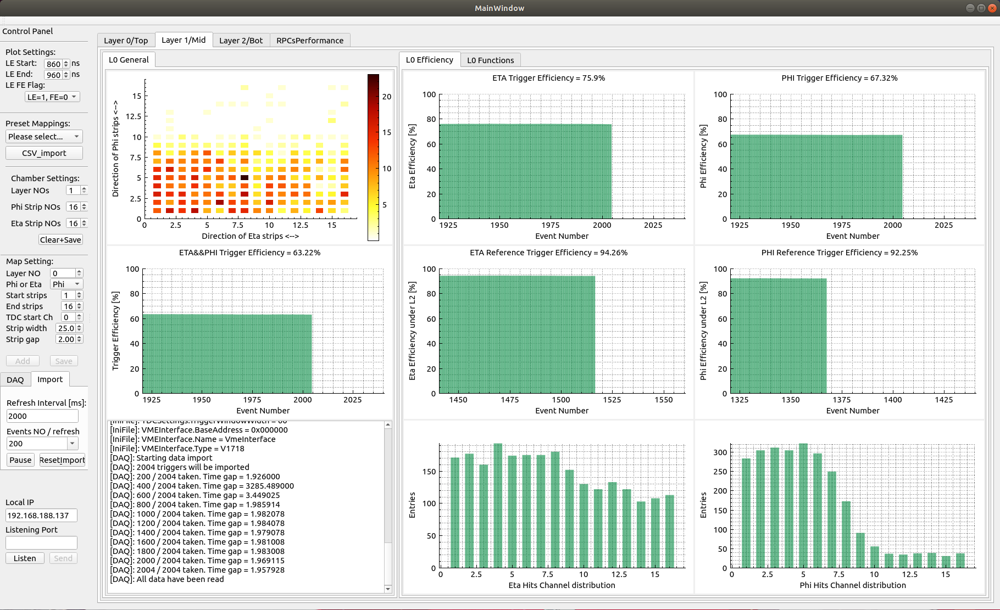 MainWindow
Control Panel
Plot Settings:
LE Start: 860 ns
LE End: 960 ns
LE FE Flag:
LE=1, FE=0
Preset Mappings:
Please select...
CSV_import
Chamber Settings:
Layer NOs 1
Phi Strip NOs 16
Eta Strip NOs 16
Clear+Save
Map Setting:
Layer NO 0
Phi or Eta Phi
Start strips 1
End strips 16
TDC start Ch 0
Strip width 25.0
Strip gap 2.00
Add Save
DAQ Import
Refresh Interval [ms]:
2000
Events NO / refresh
200
Pause ResetImport
Local IP
192.168.188.137
Listening Port
Listen Send
Layer 0/Top Layer 1/Mid Layer 2/Bot RPCsPerformance
L0 General
Direction of Phi strips <-->
15
12.5
10
7.5
5
2.5
0
0 2.5 5 7.5 10 12.5 15
Direction of Eta strips <-->
20
15
10
5
ETA&&PHI Trigger Efficiency = 63.22%
Trigger Efficiency [%]
100
80
60
40
20
0
1925 1950 1975 2000 2025
Event Number
[IniFile]: TDCSettings.TriggerWindowWidth = 60
[IniFile]: VMEInterface.BaseAddress = 0x000000
[IniFile]: VMEInterface.Name = VmeInterface
[IniFile]: VMEInterface.Type = V1718
[DAQ]: Starting data import
[DAQ]: 2004 triggers will be imported
[DAQ]: 200 / 2004 taken. Time gap = 1.926000
[DAQ]: 400 / 2004 taken. Time gap = 3285.489000
[DAQ]: 600 / 2004 taken. Time gap = 3.449025
[DAQ]: 800 / 2004 taken. Time gap = 1.985914
[DAQ]: 1000 / 2004 taken. Time gap = 1.982078
[DAQ]: 1200 / 2004 taken. Time gap = 1.984078
[DAQ]: 1400 / 2004 taken. Time gap = 1.979078
[DAQ]: 1600 / 2004 taken. Time gap = 1.981008
[DAQ]: 1800 / 2004 taken. Time gap = 1.983008
[DAQ]: 2000 / 2004 taken. Time gap = 1.969115
[DAQ]: 2004 / 2004 taken. Time gap = 1.957928
[DAQ]: All data have been read
L0 Efficiency L0 Functions
ETA Trigger Efficiency = 75.9%
Eta Efficiency [%]
100
80
60
40
20
0
1925 1950 1975 2000 2025
Event Number
PHI Trigger Efficiency = 67.32%
Phi Efficiency [%]
100
80
60
40
20
0
1925 1950 1975 2000 2025
Event Number
ETA Reference Trigger Efficiency = 94.26%
Eta Efficiency under L2 [%]
100
80
60
40
20
0
1450 1475 1500 1525 1550
Event Number
PHI Reference Trigger Efficiency = 92.25%
Phi Efficiency under L2 [%]
100
80
60
40
20
0
1325 1350 1375 1400 1425
Event Number
Entries
150
100
50
0
0 2.5 5 7.5 10 12.5 15
Eta Hits Channel distribution
Entries
300
250
200
150
100
50
0
0 2.5 5 7.5 10 12.5 15
Phi Hits Channel distribution